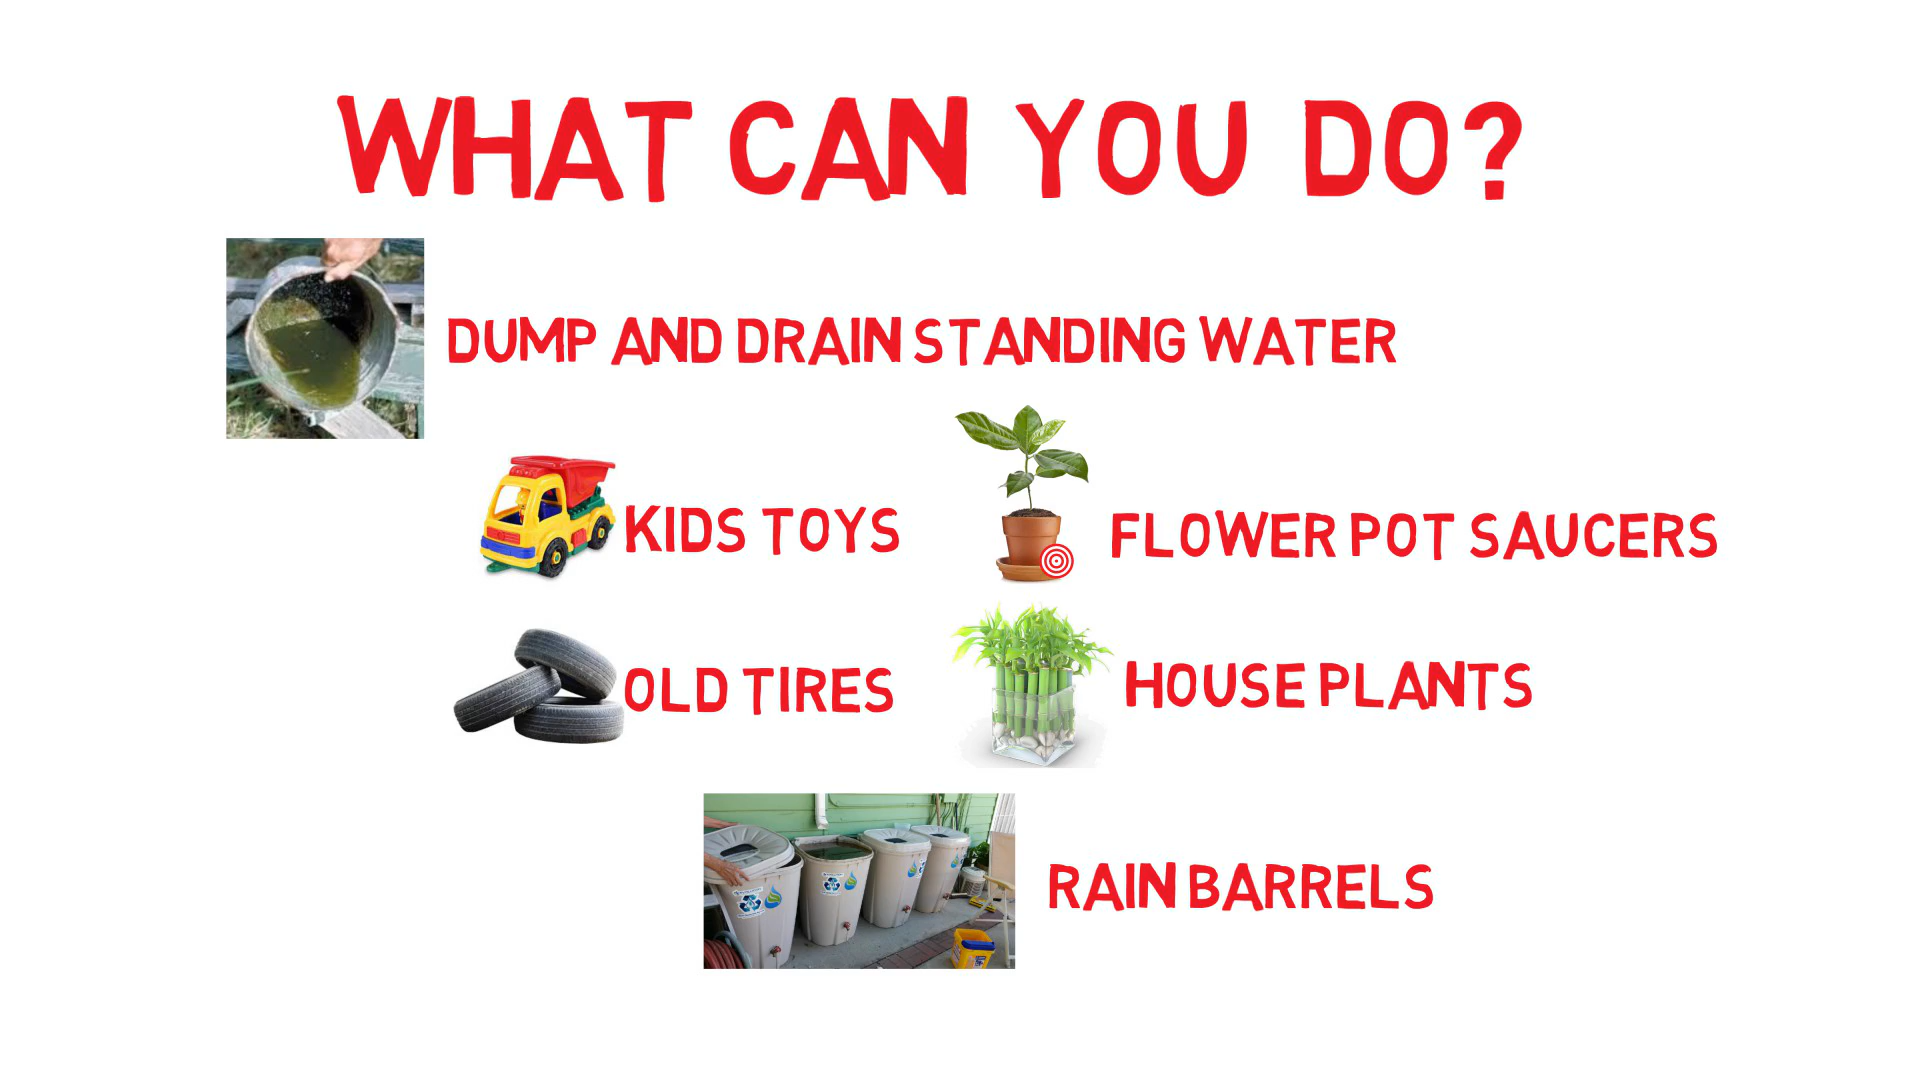 WHAT CAN YOU DO?
DUMP AND DRAIN STANDING WATER
KIDS TOYS
FLOWER POT SAUCERS
OLD TIRES
HOUSE PLANTS
RAIN BARRELS